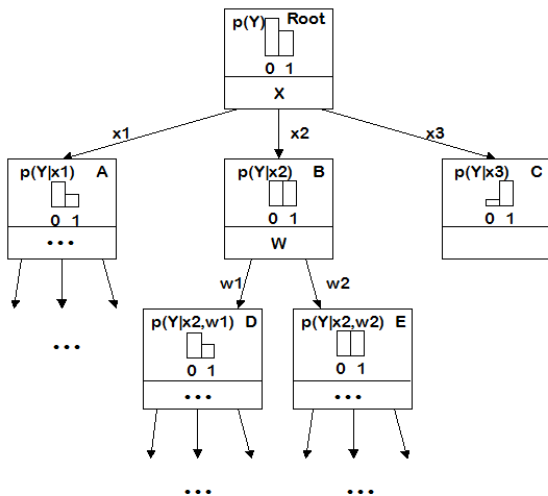 p(Y) Root
0 1
X
x1 x2 x3
p(Y|x1) A
0 1
•••
p(Y|x2) B
0 1
W
p(Y|x3) C
0 1
w1 w2
•••
p(Y|x2,w1) D
0 1
•••
p(Y|x2,w2) E
0 1
•••
•••
•••